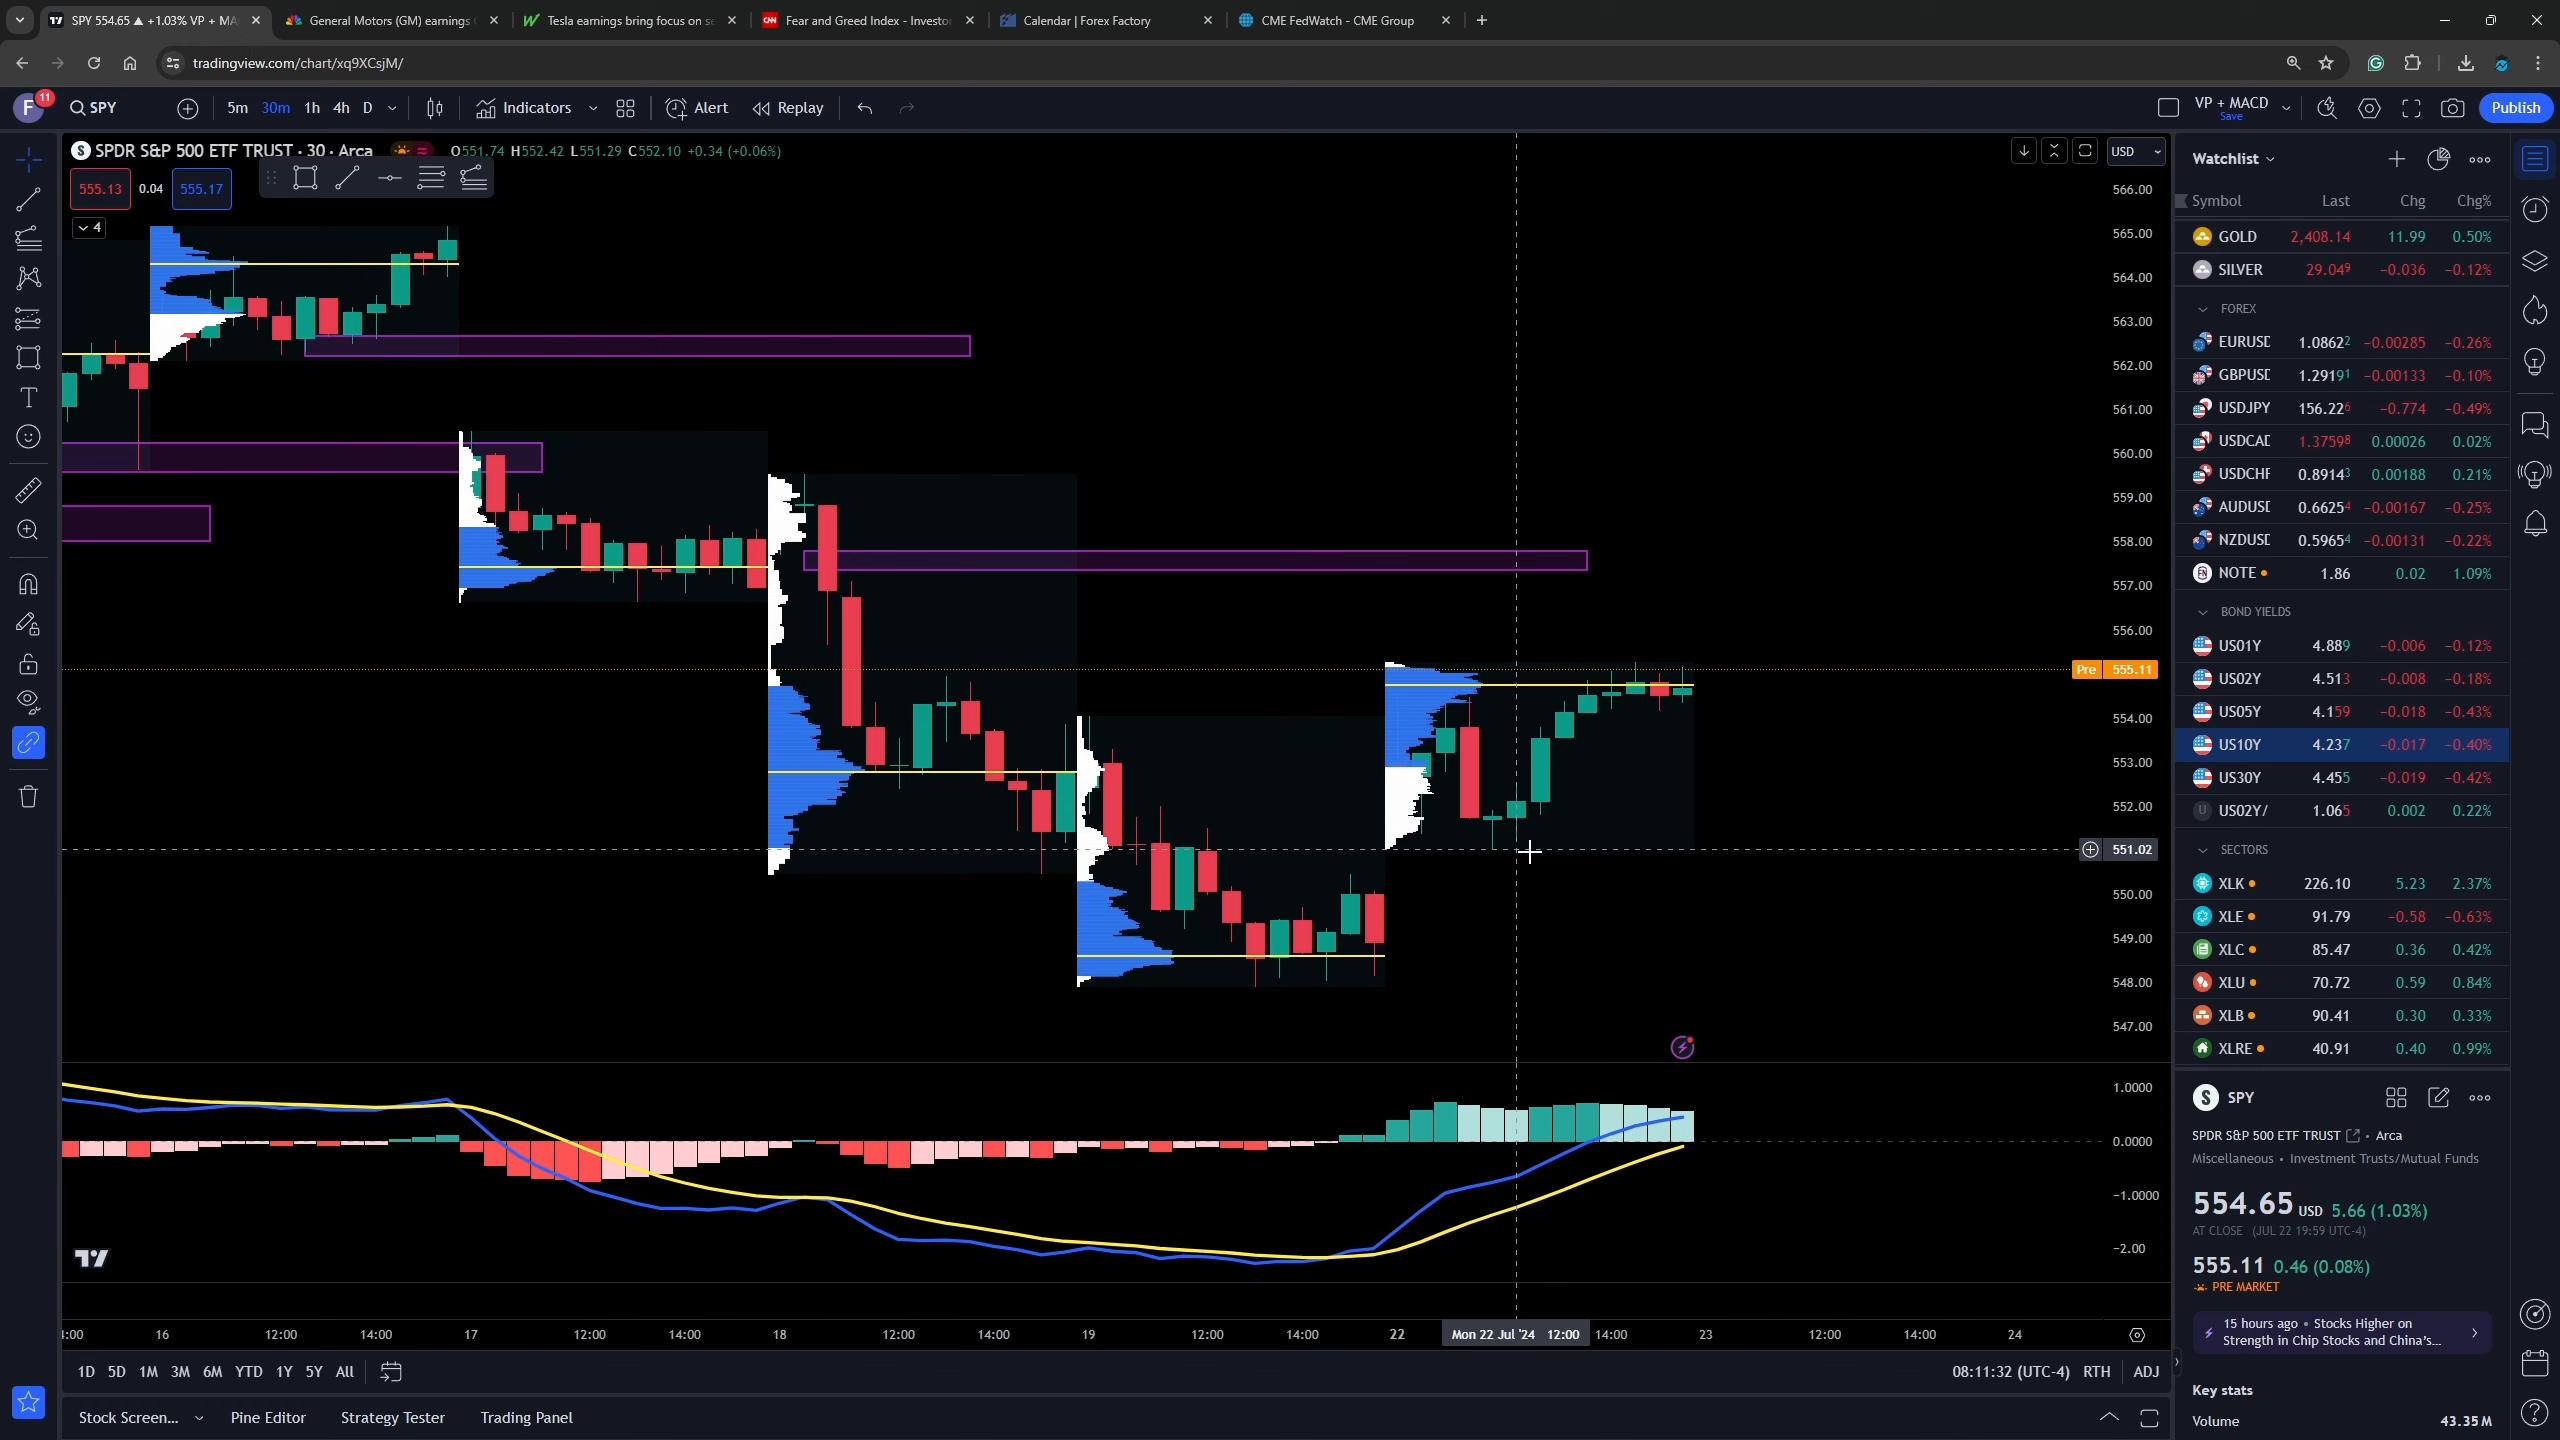 SPY 554.65 ▲ +1.03% VP + MA
General Motors (GM) earnings
Tesla earnings bring focus on se
Fear and Greed Index - Investor
Calendar | Forex Factory
CME FedWatch - CME Group
tradingview.com/chart/xq9XCsjM/
F 11 SPY 5m 30m 1h 4h D Indicators Alert Replay VP + MACD Save Publish
SPDR S&P 500 ETF TRUST · 30 · Arca O551.74 H552.42 L551.29 C552.10 +0.34 (+0.06%)
USD
555.13 0.04 555.17
4
566.00
565.00
564.00
563.00
562.00
561.00
560.00
559.00
558.00
557.00
556.00
Pre 555.11
554.00
553.00
552.00
551.02
550.00
549.00
548.00
547.00
1.0000
0.0000
-1.0000
-2.00
16 12:00 14:00 17 12:00 14:00 18 12:00 14:00 19 12:00 14:00 22 Mon 22 Jul '24 12:00 14:00 23 12:00 14:00 24
1D 5D 1M 3M 6M YTD 1Y 5Y All
08:11:32 (UTC-4) RTH ADJ
Stock Screen... Pine Editor Strategy Tester Trading Panel
Watchlist
Symbol Last Chg Chg%
GOLD 2,408.14 11.99 0.50%
SILVER 29.049 -0.036 -0.12%
FOREX
EURUSD 1.08622 -0.00285 -0.26%
GBPUSD 1.29191 -0.00133 -0.10%
USDJPY 156.226 -0.774 -0.49%
USDCAD 1.37598 0.00026 0.02%
USDCHF 0.89143 0.00188 0.21%
AUDUSD 0.66254 -0.00167 -0.25%
NZDUSD 0.59654 -0.00131 -0.22%
NOTE 1.86 0.02 1.09%
BOND YIELDS
US01Y 4.889 -0.006 -0.12%
US02Y 4.513 -0.008 -0.18%
US05Y 4.159 -0.018 -0.43%
US10Y 4.237 -0.017 -0.40%
US30Y 4.455 -0.019 -0.42%
US02Y/ 1.065 0.002 0.22%
SECTORS
XLK 226.10 5.23 2.37%
XLE 91.79 -0.58 -0.63%
XLC 85.47 0.36 0.42%
XLU 70.72 0.59 0.84%
XLB 90.41 0.30 0.33%
XLRE 40.91 0.40 0.99%
S SPY
SPDR S&P 500 ETF TRUST • Arca
Miscellaneous • Investment Trusts/Mutual Funds
554.65 USD 5.66 (1.03%)
AT CLOSE (JUL 22 19:59 UTC-4)
555.11 0.46 (0.08%)
PRE MARKET
15 hours ago • Stocks Higher on
Strength in Chip Stocks and China's...
Key stats
Volume 43.35M